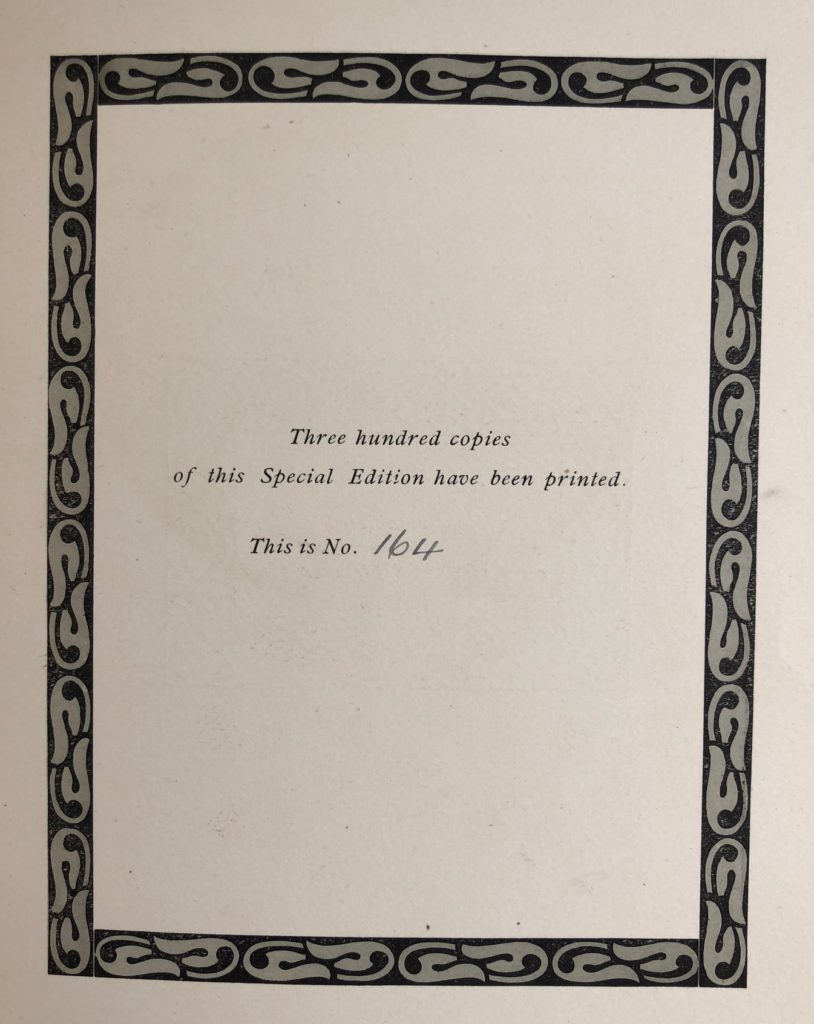 Three hundred copies
of this Special Edition have been printed.
This is No. 164